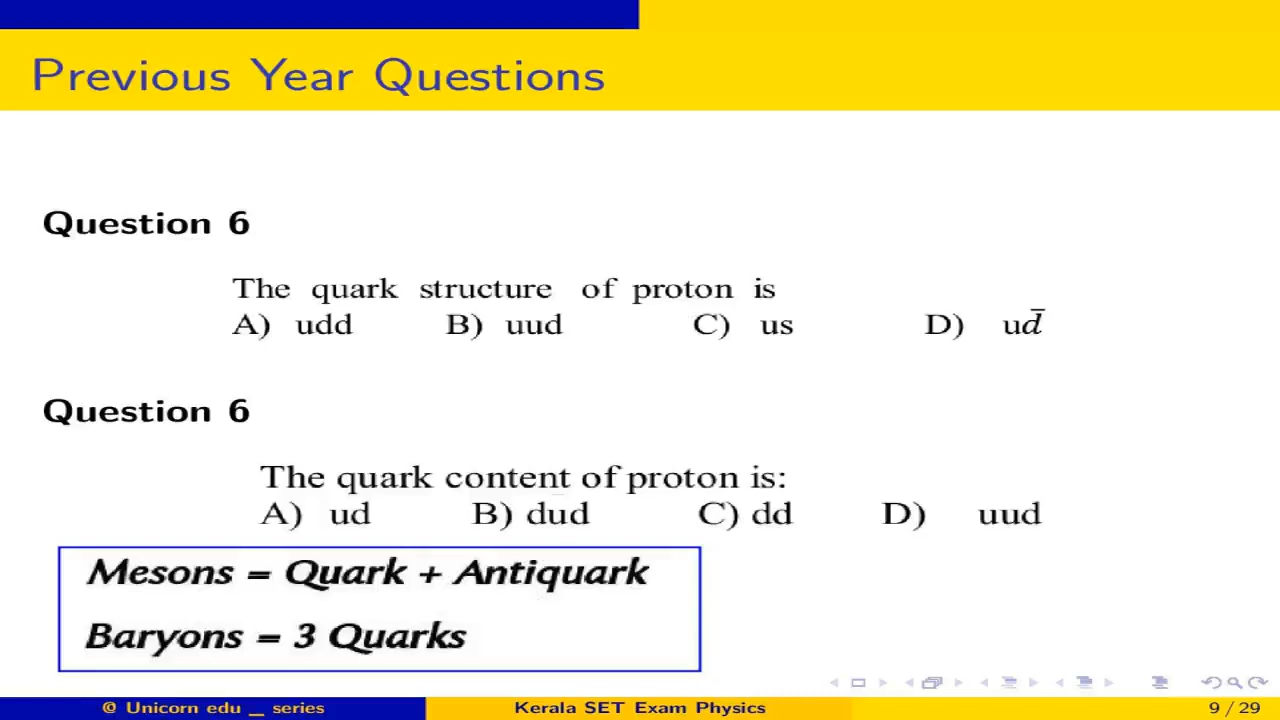 Previous Year Questions
Question 6
The quark structure of proton is
A) udd B) uud C) us D) ud̄
Question 6
The quark content of proton is:
A) ud B) dud C) dd D) uud
Mesons = Quark + Antiquark
Baryons = 3 Quarks
@ Unicorn edu _ series Kerala SET Exam Physics 9 / 29